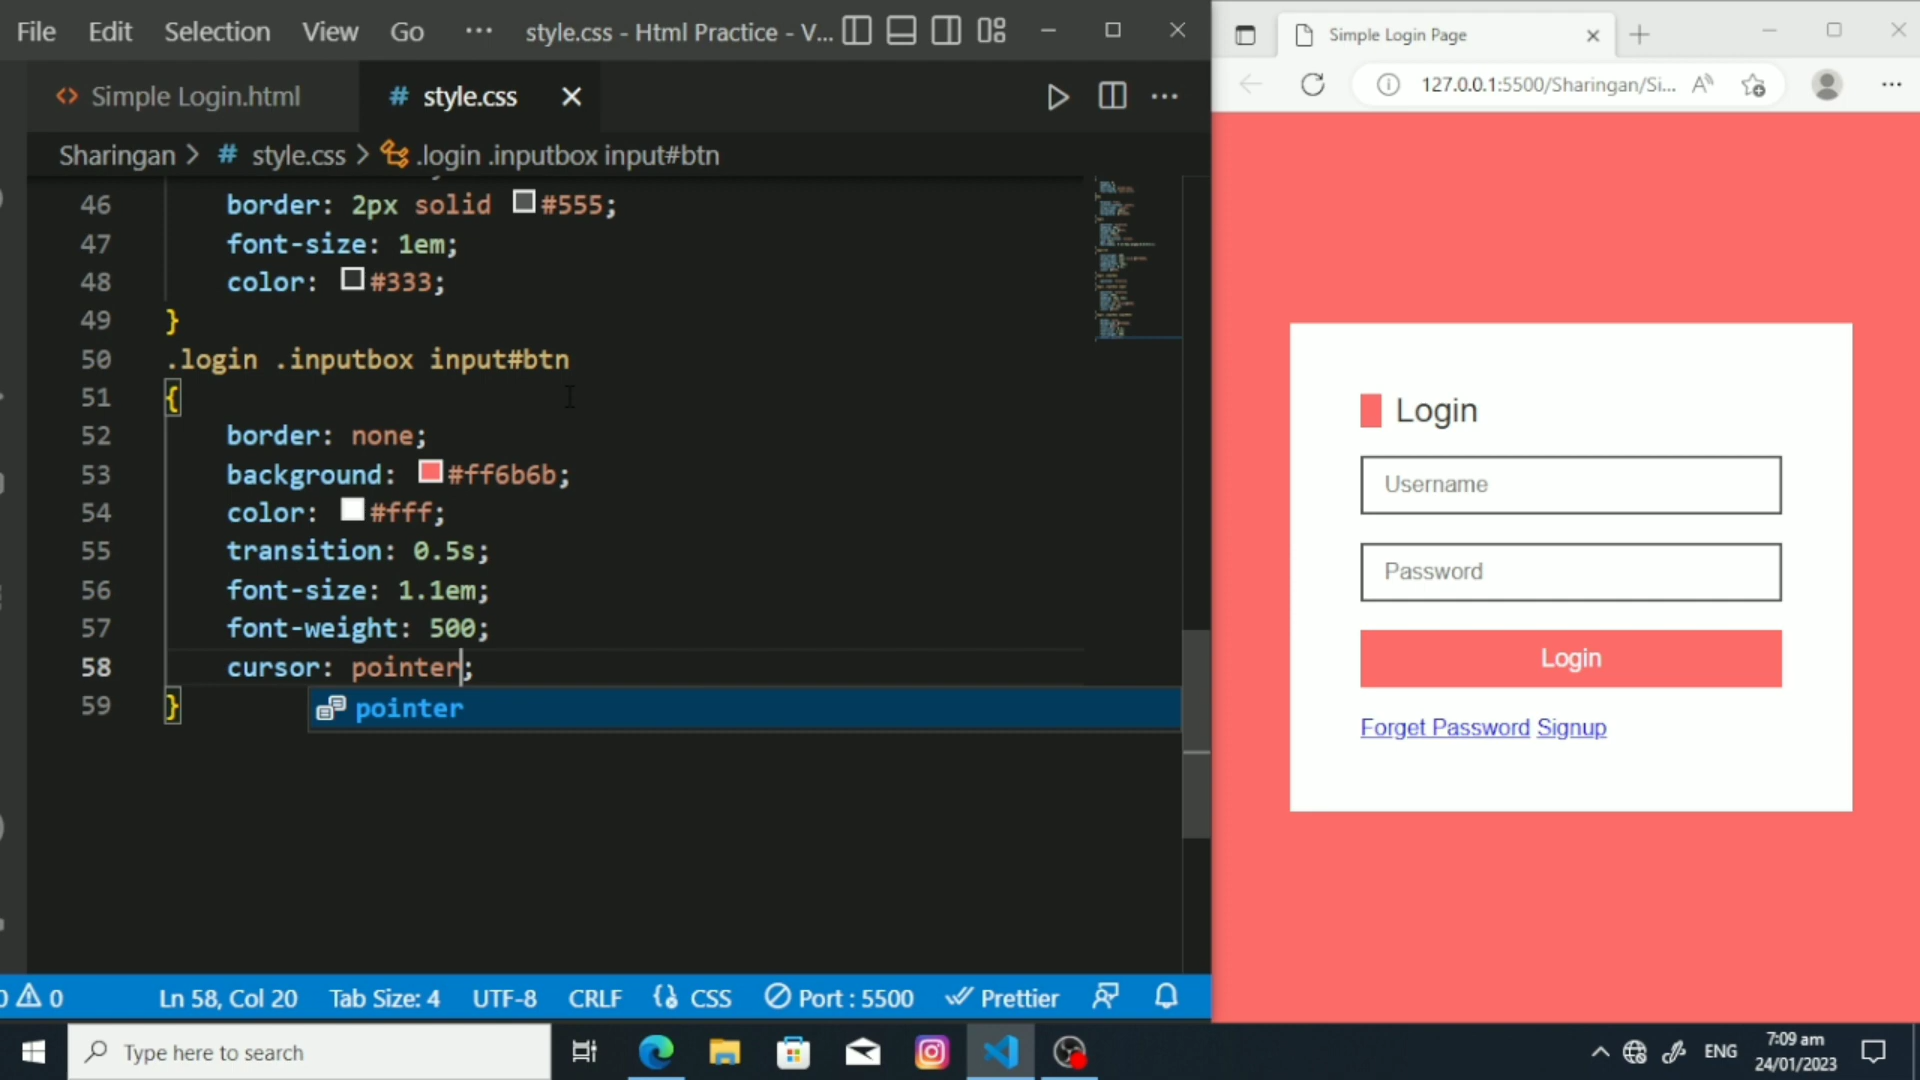 File Edit Selection View Go ··· style.css - Html Practice - V...
Simple Login.html # style.css
Sharingan > # style.css > .login .inputbox input#btn
46 border: 2px solid #555;
47 font-size: 1em;
48 color: #333;
49 }
50 .login .inputbox input#btn
51 {
52 border: none;
53 background: #ff6b6b;
54 color: #fff;
55 transition: 0.5s;
56 font-size: 1.1em;
57 font-weight: 500;
58 cursor: pointer;
59 }
pointer
0 0 Ln 58, Col 20 Tab Size: 4 UTF-8 CRLF CSS Port : 5500 Prettier
Simple Login Page
127.0.0.1:5500/Sharingan/Si...
Login
Username
Password
Login
Forget Password Signup
Type here to search
ENG
7:09 am
24/01/2023